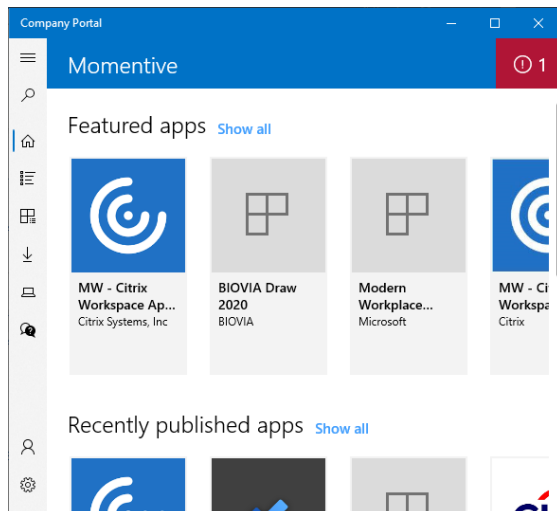 Company Portal
Momentive
1
Featured apps Show all
MW - Citrix
Workspace Ap...
Citrix Systems, Inc
BIOVIA Draw
2020
BIOVIA
Modern
Workplace...
Microsoft
MW - Ci
Workspa
Citrix
Recently published apps Show all